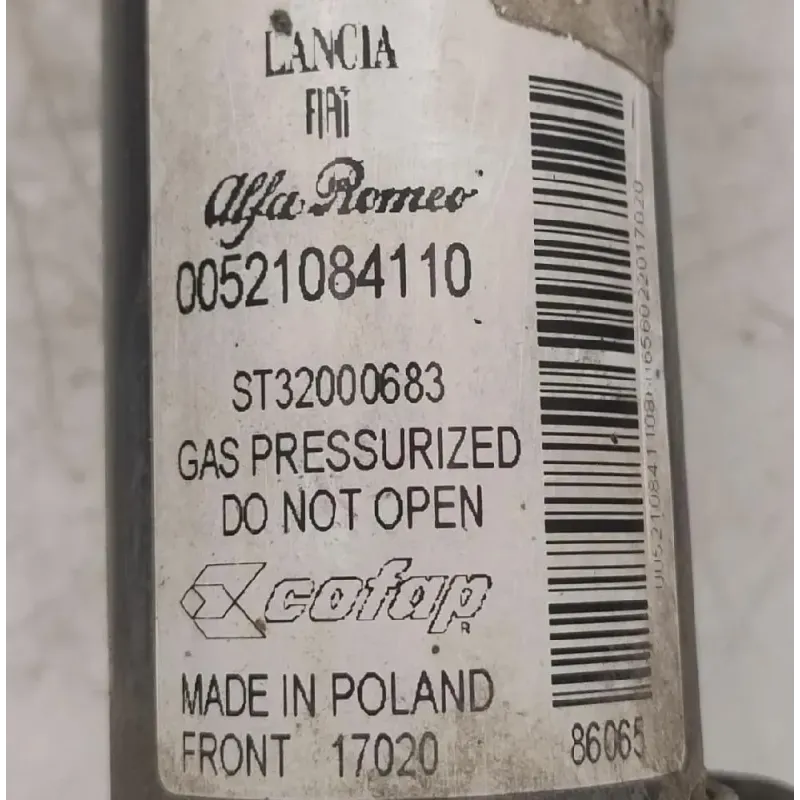 LANCIA
FIAT
Alfa Romeo
00521084110
ST32000683
GAS PRESSURIZED
DO NOT OPEN
cofap
R
MADE IN POLAND
FRONT 17020
86065